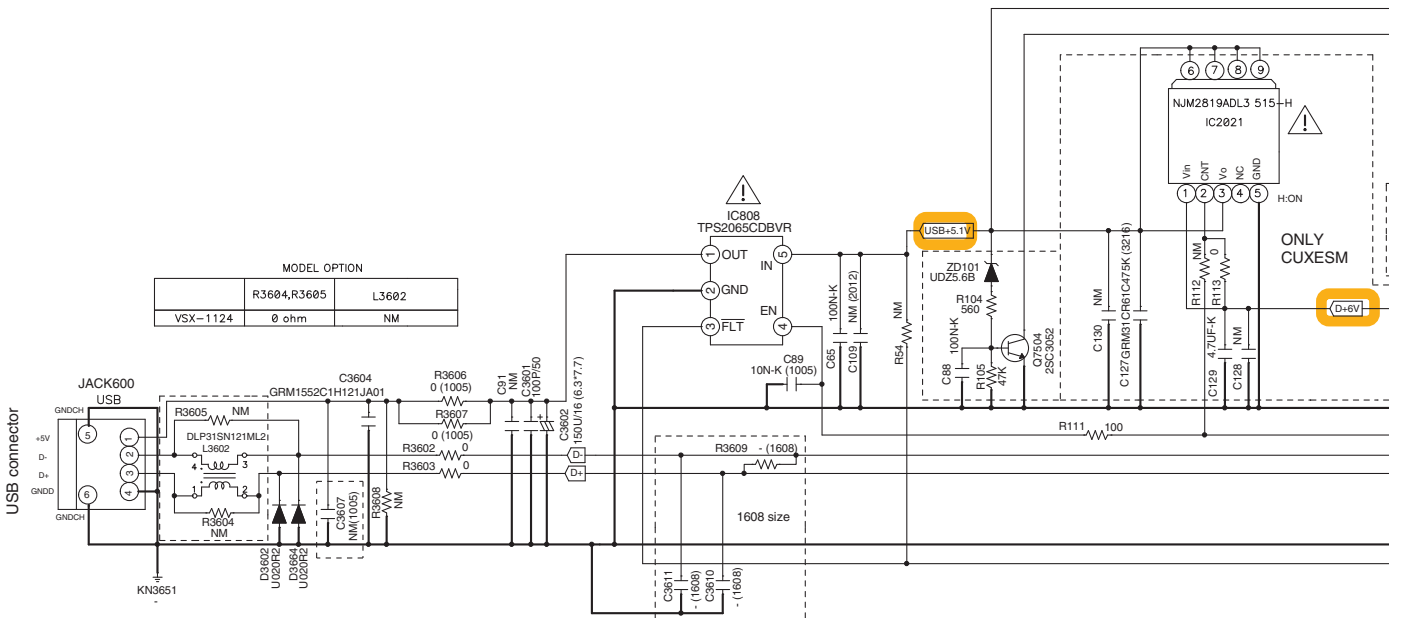 6
7
8
9
NJM2819ADL3 515-H
IC2021
Vin
CNT
Vo
NC
GND
1
2
3
4
5
H:ON
ONLY
CUXESM
IC808
TPS2065CDBVR
1
OUT
2
GND
3
FLT
IN
5
EN
4
USB+5.1V
D+6V
ZD101
UDZ5.6B
R104
560
C88 100N-K
R105
47K
Q7504
2SC3052
C130 NM
C127 GRM31CR61C475K (3216)
R112 NM
R113 0
C129 4.7UF-K
C128 NM
C65 100N-K
C109 NM (2012)
R54 NM
C89
10N-K (1005)
R111 100
MODEL OPTION
R3604,R3605
L3602
VSX-1124
0 ohm
NM
USB connector
JACK600
USB
GNDCH
+5V
D-
D+
GNDD
GNDCH
5
6
1
2
3
4
R3605 NM
DLP31SN121ML2
L3602
4
3
1
2
R3604
NM
C3604
GRM1552C1H121JA01
R3606
0 (1005)
R3607
0 (1005)
R3602 0
R3603 0
C91
NM
C3601
100P/50
+
C3602
150U/16 (6.3*7.7)
D-
D+
D3602
U020R2
D3664
U020R2
C3607
NM(1005)
R3608
NM
R3609 - (1608)
1608 size
C3611
- (1608)
C3610
- (1608)
KN3651
-